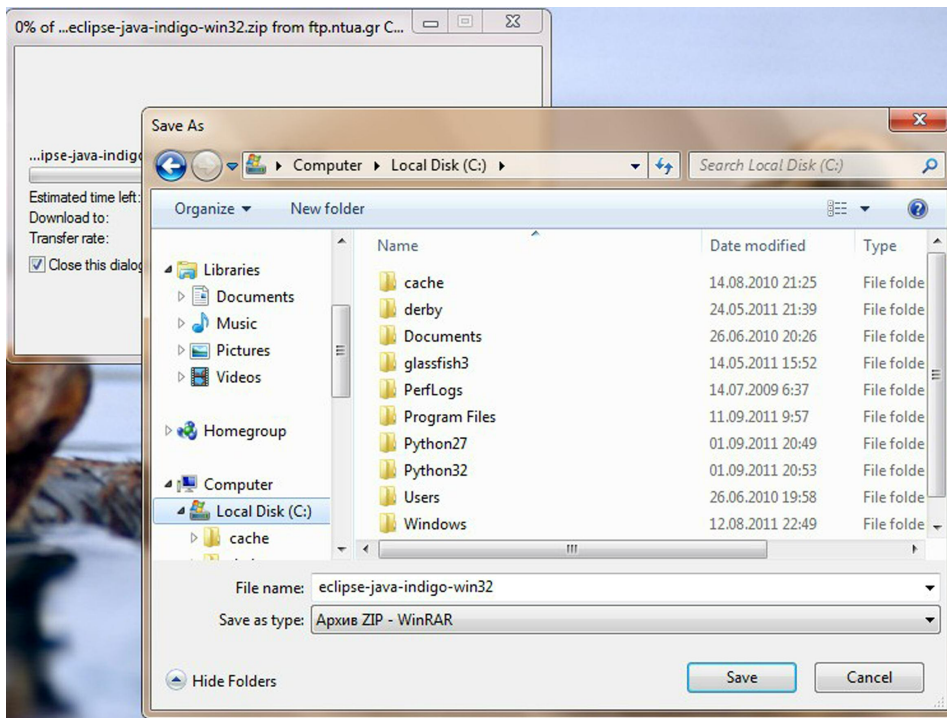 0% of ...eclipse-java-indigo-win32.zip from ftp.ntua.gr C...
Save As
...ipse-java-indigo
Computer Local Disk (C:)
Search Local Disk (C:)
Estimated time left:
Download to:
Transfer rate:
Close this dialog
Organize New folder
Name Date modified Type
Libraries
Documents
Music
Pictures
Videos
Homegroup
Computer
Local Disk (C:)
cache
cache 14.08.2010 21:25 File folde
derby 24.05.2011 21:39 File folde
Documents 26.06.2010 20:26 File folde
glassfish3 14.05.2011 15:52 File folde
PerfLogs 14.07.2009 6:37 File folde
Program Files 11.09.2011 9:57 File folde
Python27 01.09.2011 20:49 File folde
Python32 01.09.2011 20:53 File folde
Users 26.06.2010 19:58 File folde
Windows 12.08.2011 22:49 File folde
File name: eclipse-java-indigo-win32
Save as type: Архив ZIP - WinRAR
Hide Folders
Save Cancel